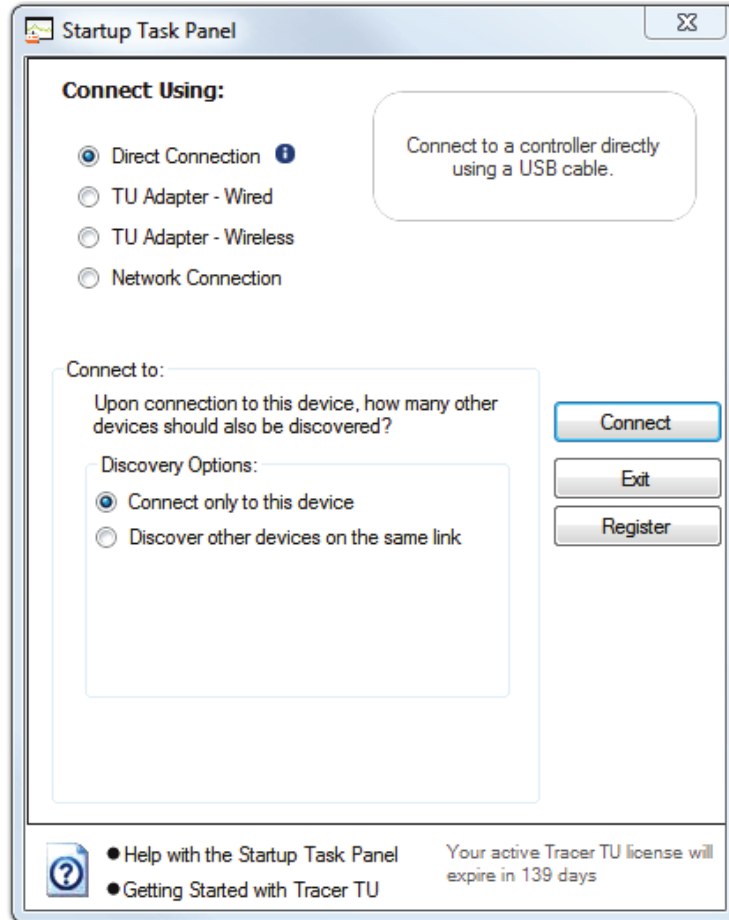 Startup Task Panel
Connect Using:
Direct Connection
TU Adapter - Wired
TU Adapter - Wireless
Network Connection
Connect to a controller directly
using a USB cable.
Connect to:
Upon connection to this device, how many other
devices should also be discovered?
Discovery Options:
Connect only to this device
Discover other devices on the same link
Connect
Exit
Register
Help with the Startup Task Panel
Getting Started with Tracer TU
Your active Tracer TU license will
expire in 139 days